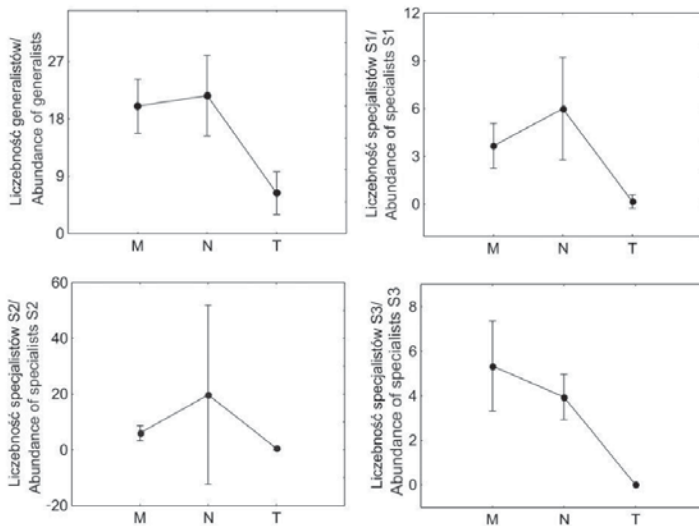 Liczebność generalistów/
Abundance of generalists
27
18
9
0
M N T
Liczebność specjalistów S1/
Abundance of specialists S1
12
9
6
3
0
M N T
Liczebność specjalistów S2/
Abundance of specialists S2
60
40
20
0
-20
M N T
Liczebność specjalistów S3/
Abundance of specialists S3
8
6
4
2
0
M N T